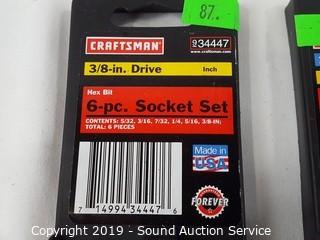 87.
CRAFTSMAN
934447
www.craftsman.com
3/8-in. Drive
Inch
Hex Bit
6-pc. Socket Set
CONTENTS: 5/32, 3/16, 7/32, 1/4, 5/16, 3/8-IN;
TOTAL: 6 PIECES
Made in
USA
7 14994 34447 6
FOREVER
Copyright 2019 - Sound Auction Service